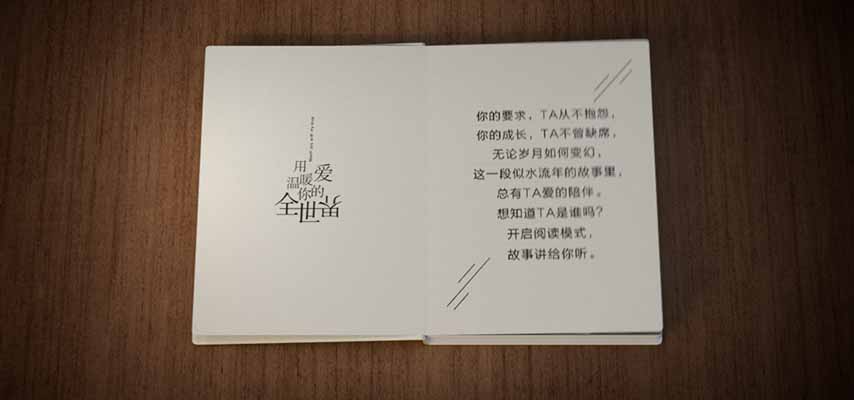 用爱
温暖
你的
全世界
你的要求，TA从不抱怨，
你的成长，TA不曾缺席，
无论岁月如何变幻，
这一段似水流年的故事里，
总有TA爱的陪伴。
想知道TA是谁吗？
开启阅读模式，
故事讲给你听。